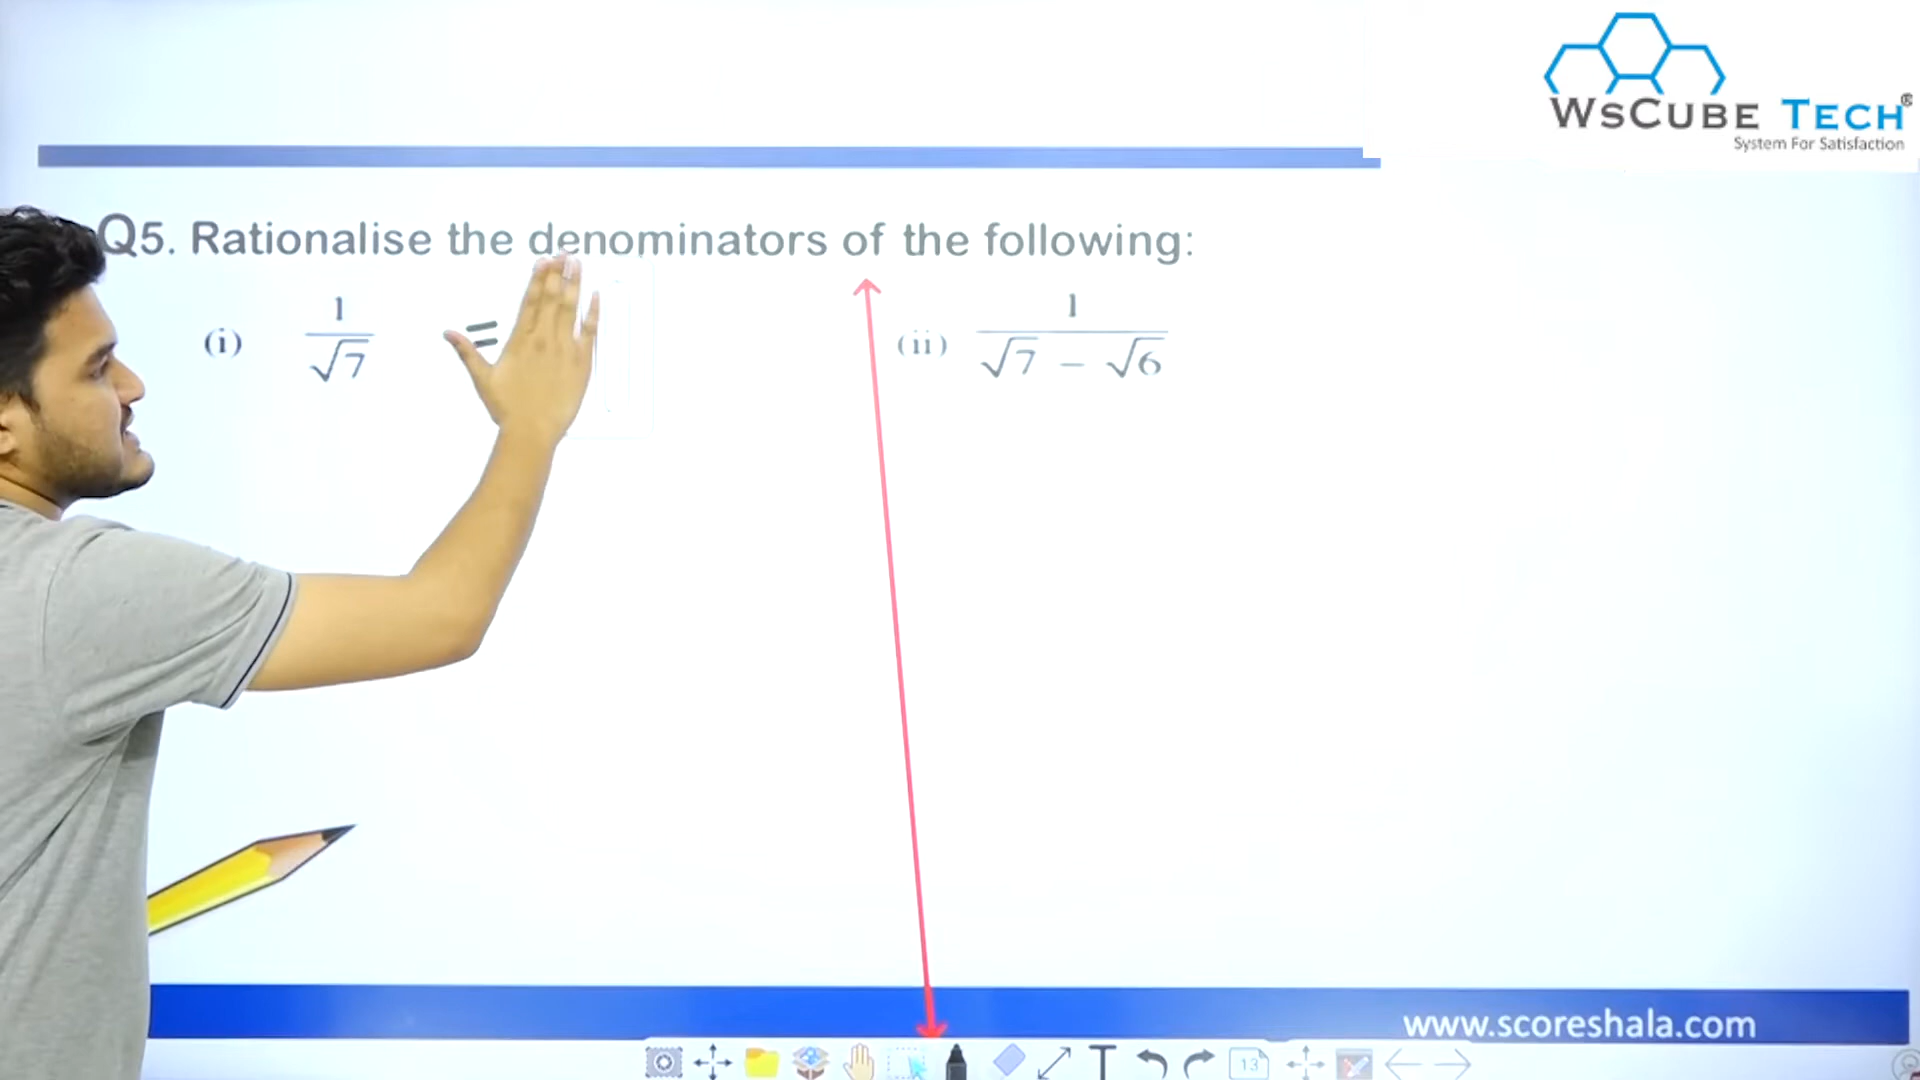 WsCube Tech®
System For Satisfaction
Q5. Rationalise the denominators of the following:
(i) 1/√7 =
(ii) 1/(√7 − √6)
www.scoreshala.com
T
13